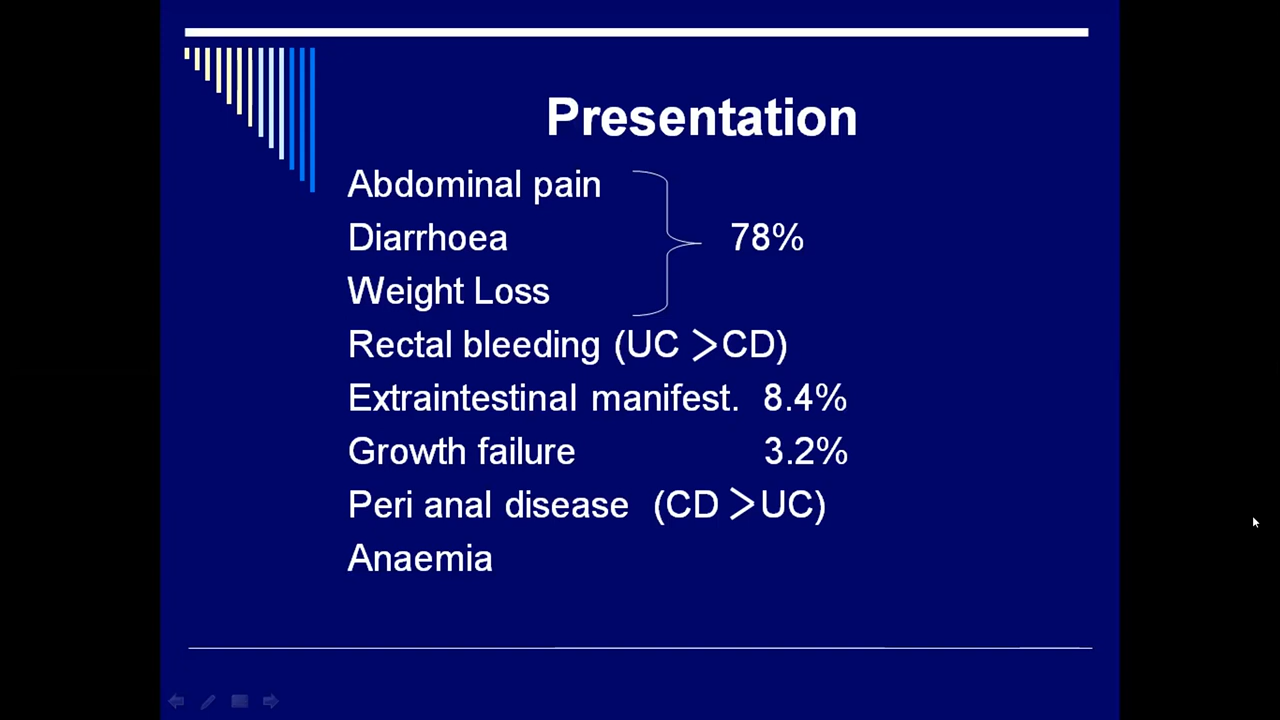 Presentation
Abdominal pain
Diarrhoea 78%
Weight Loss
Rectal bleeding (UC >CD)
Extraintestinal manifest. 8.4%
Growth failure 3.2%
Peri anal disease (CD >UC)
Anaemia